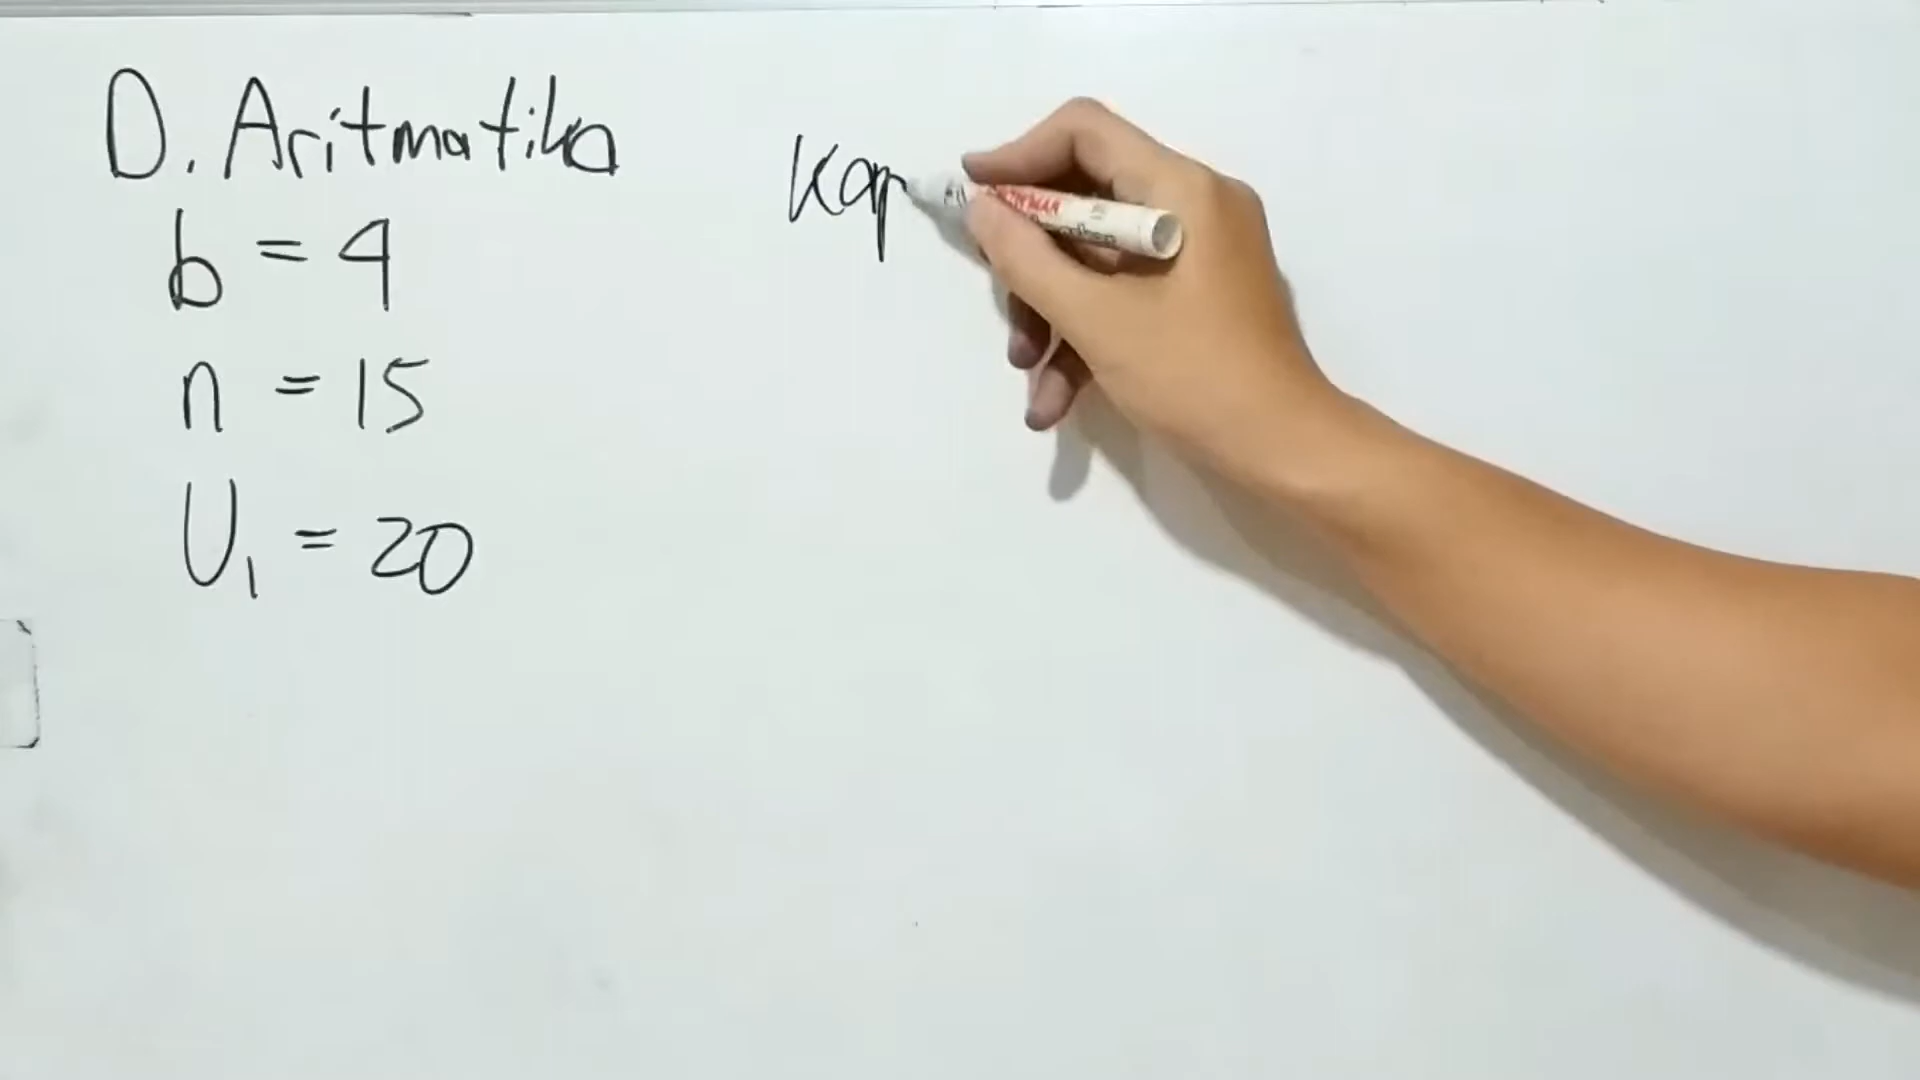 D. Aritmatika
b = 4
n = 15
U₁ = 20
Kap